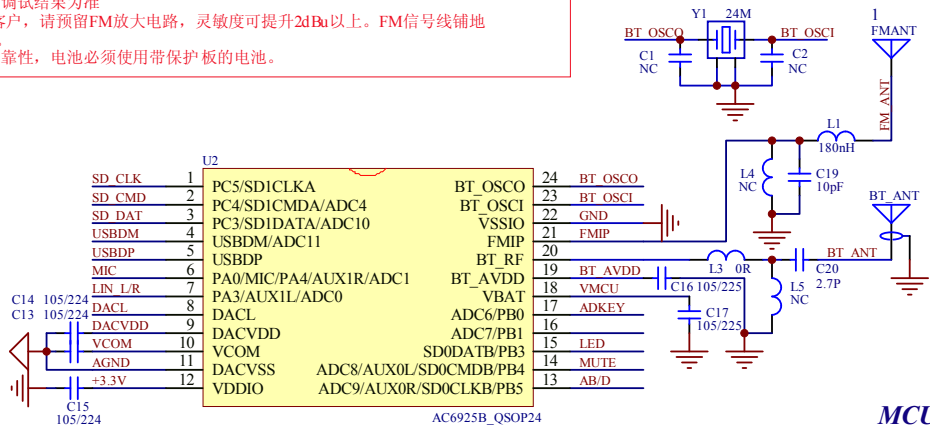 调试结果为准
客户，请预留FM放大电路，灵敏度可提升2dBu以上。FM信号线铺地
靠性，电池必须使用带保护板的电池。
Y1 24M
BT_OSCO
BT_OSCI
C1
NC
C2
NC
1
FMANT
FM_ANT
L1
180nH
L4
NC
C19
10pF
BT_ANT
U2
SD_CLK 1 PC5/SD1CLKA
SD_CMD 2 PC4/SD1CMDA/ADC4
SD_DAT 3 PC3/SD1DATA/ADC10
USBDM 4 USBDM/ADC11
USBDP 5 USBDP
MIC 6 PA0/MIC/PA4/AUX1R/ADC1
LIN_L/R 7 PA3/AUX1L/ADC0
DACL 8 DACL
DACVDD 9 DACVDD
VCOM 10 VCOM
AGND 11 DACVSS
+3.3V 12 VDDIO
C14 105/224
C13 105/224
C15
105/224
BT_OSCO 24 BT_OSCO
BT_OSCI 23 BT_OSCI
VSSIO 22 GND
FMIP 21 FMIP
BT_RF 20
BT_AVDD 19 BT_AVDD
VBAT 18 VMCU
ADC6/PB0 17 ADKEY
ADC7/PB1 16
SD0DATB/PB3 15 LED
ADC8/AUX0L/SD0CMDB/PB4 14 MUTE
ADC9/AUX0R/SD0CLKB/PB5 13 AB/D
L3 0R
C20
2.7P
BT_ANT
C16 105/225
L5
NC
C17
105/225
AC6925B_QSOP24
MCU